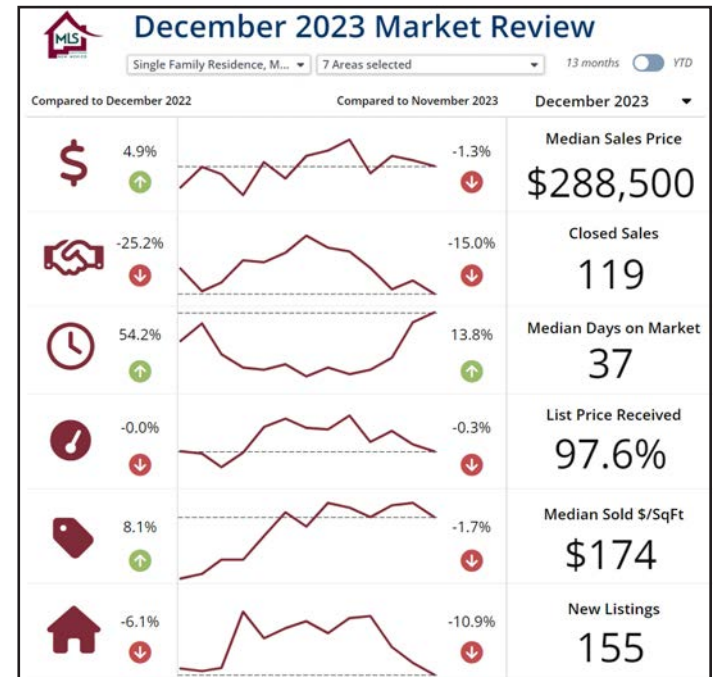 MLS
December 2023 Market Review
Single Family Residence, M...
7 Areas selected
13 months
YTD
Compared to December 2022
Compared to November 2023
December 2023
4.9%
-1.3%
Median Sales Price
$288,500
-25.2%
-15.0%
Closed Sales
119
54.2%
13.8%
Median Days on Market
37
-0.0%
-0.3%
List Price Received
97.6%
8.1%
-1.7%
Median Sold $/SqFt
$174
-6.1%
-10.9%
New Listings
155